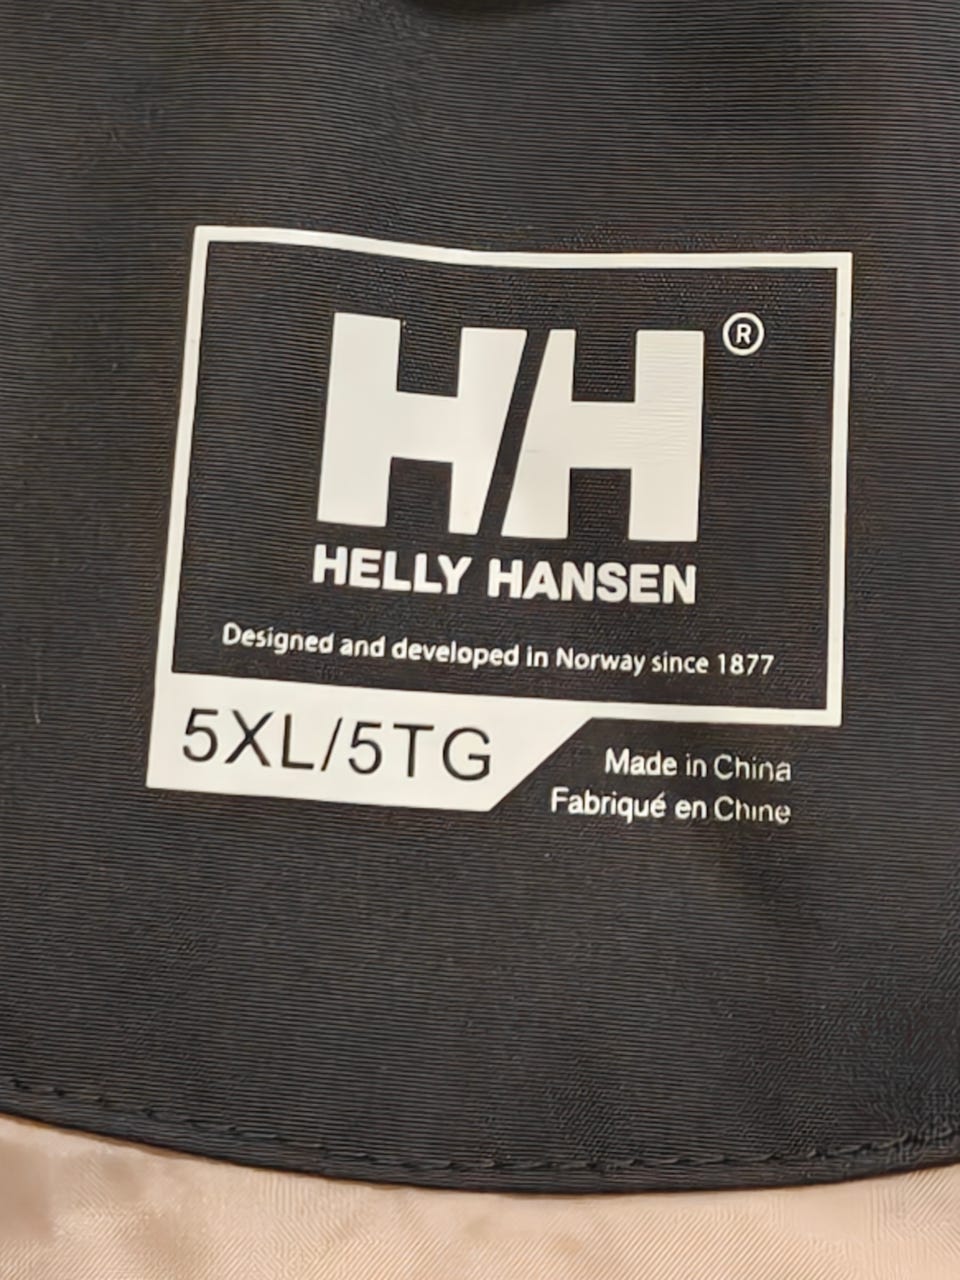 HH®
HELLY HANSEN
Designed and developed in Norway since 1877
5XL/5TG
Made in China
Fabriqué en Chine